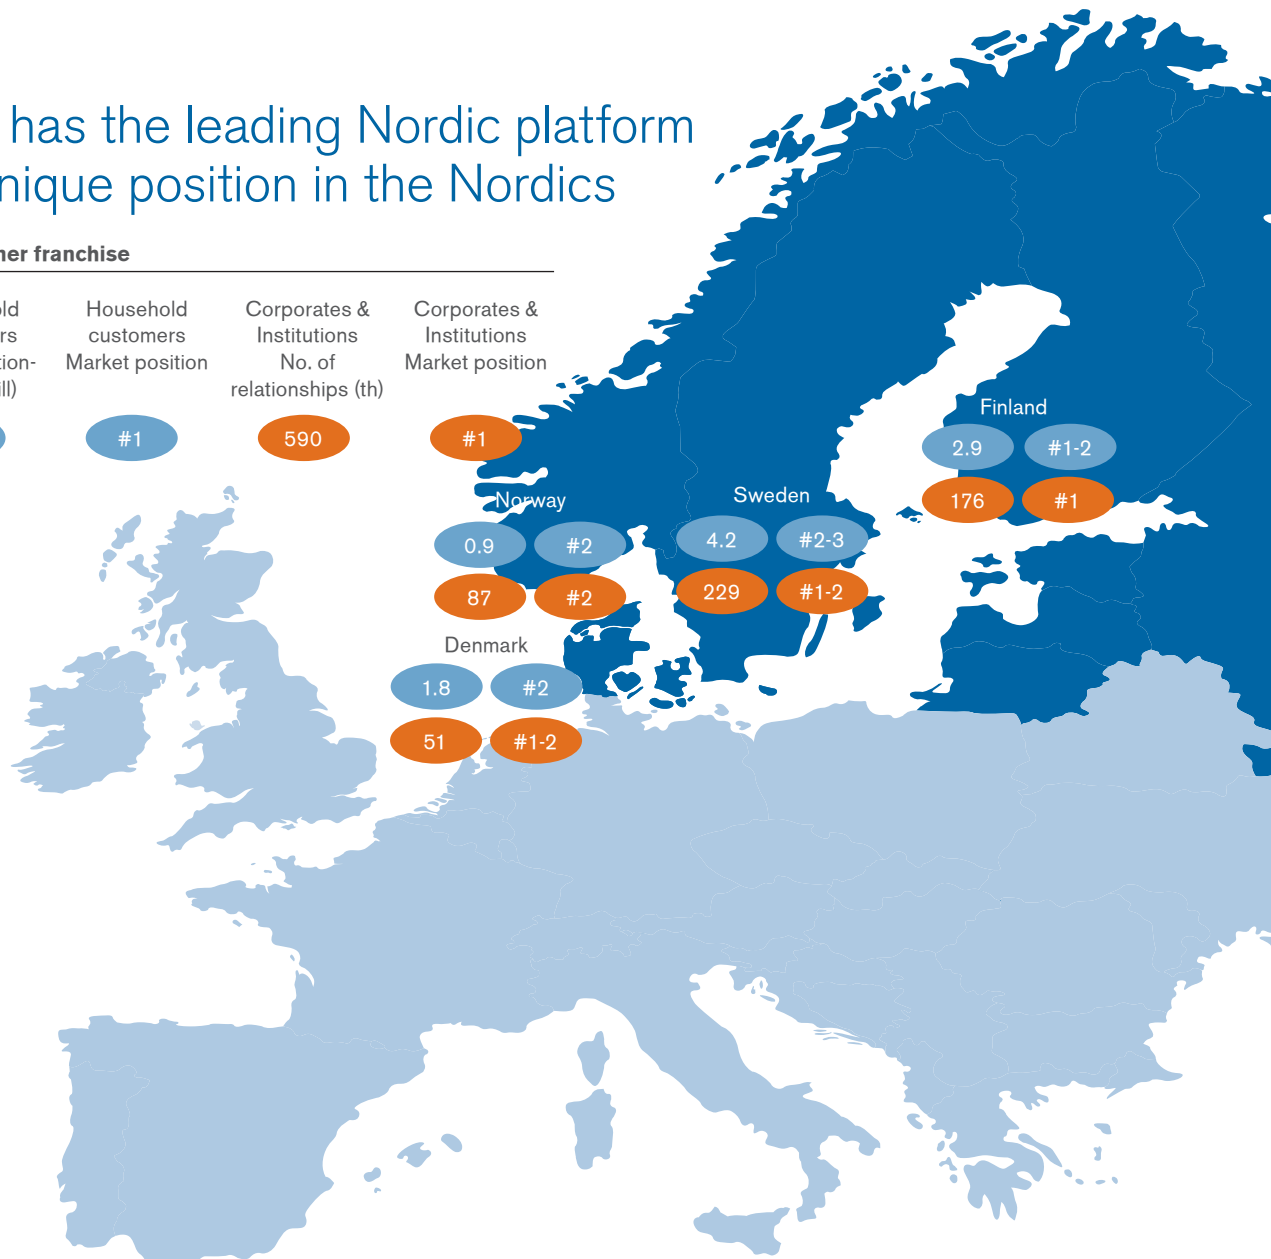 has the leading Nordic platform
nique position in the Nordics
ner franchise
old
rs
tion-
ill)
Household
customers
Market position
Corporates &
Institutions
No. of
relationships (th)
Corporates &
Institutions
Market position
#1
590
#1
Finland
2.9 #1-2
176 #1
Norway
0.9 #2
87 #2
Sweden
4.2 #2-3
229 #1-2
Denmark
1.8 #2
51 #1-2